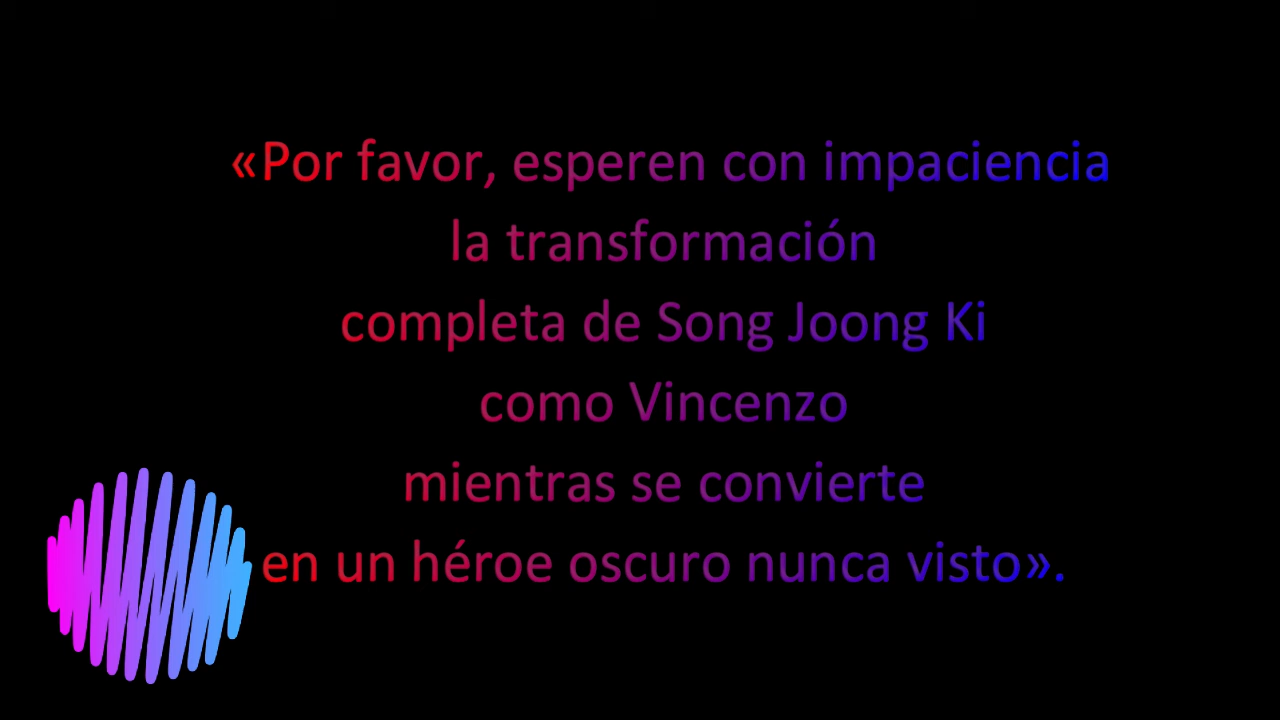 «Por favor, esperen con impaciencia
la transformación
completa de Song Joong Ki
como Vincenzo
mientras se convierte
en un héroe oscuro nunca visto».